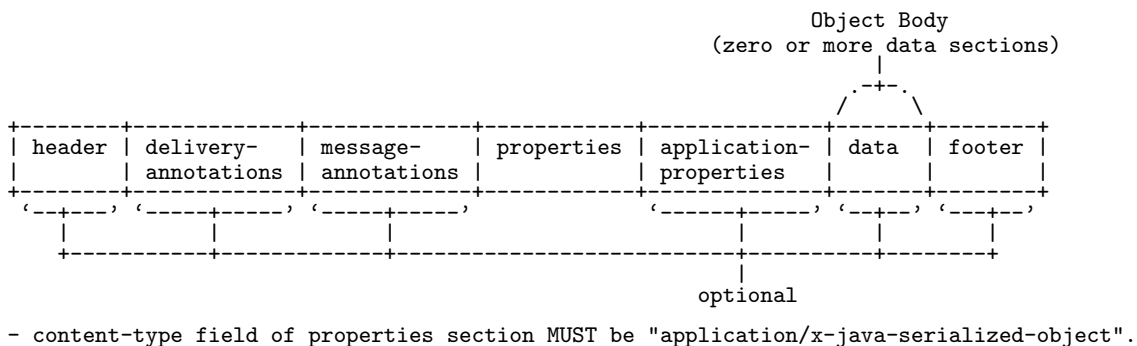 Object Body
(zero or more data sections)
|
.-+-.
/ \
+--------+-------------+-------------+------------+--------------+-------+--------+
| header | delivery- | message- | properties | application- | data | footer |
| | annotations | annotations | | properties | | |
+--------+-------------+-------------+------------+--------------+-------+--------+
‘--+---’ ‘-----+-----’ ‘-----+-----’ ‘------+-----’ ‘--+--’ ‘---+--’
| | | | | |
+-----------+-------------+--------------------------+----------+--------+
|
optional
- content-type field of properties section MUST be "application/x-java-serialized-object".